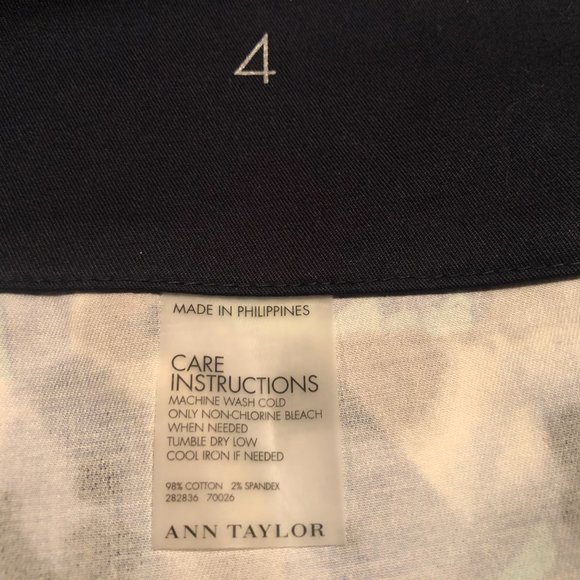 4
MADE IN PHILIPPINES
CARE
INSTRUCTIONS
MACHINE WASH COLD
ONLY NON-CHLORINE BLEACH
WHEN NEEDED
TUMBLE DRY LOW
COOL IRON IF NEEDED
98% COTTON 2% SPANDEX
282836 70026
ANN TAYLOR